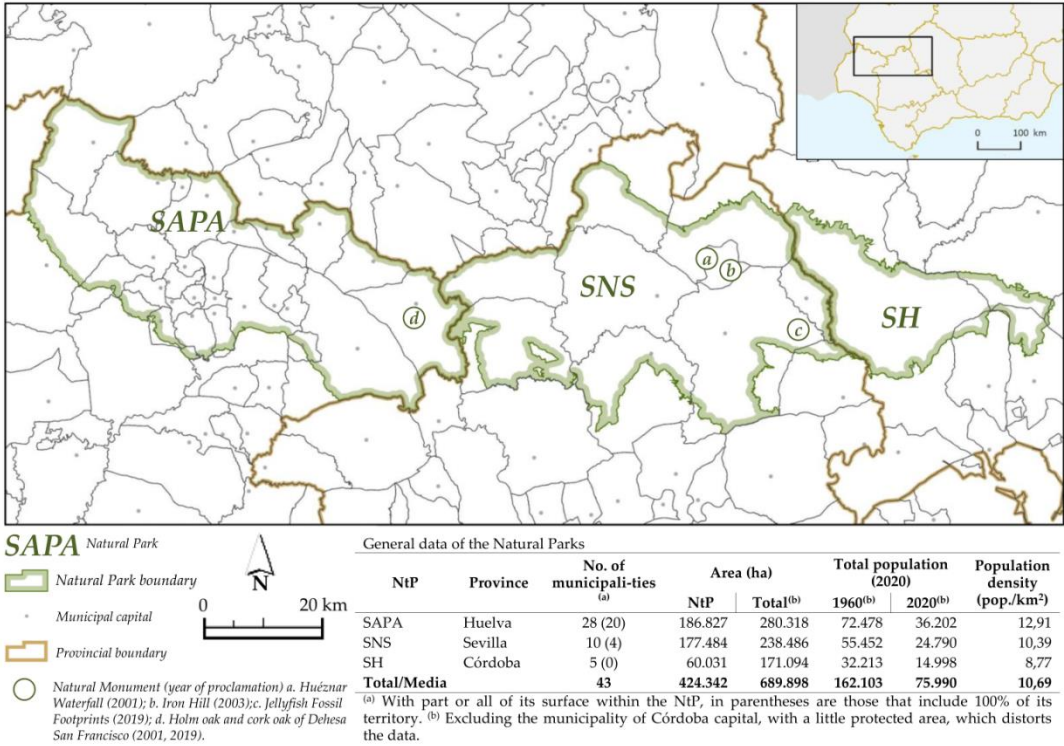 0 100 km
SAPA
SNS
SH
a
b
c
d
SAPA Natural Park
Natural Park boundary
Municipal capital
Provincial boundary
Natural Monument (year of proclamation) a. Huéznar
Waterfall (2001); b. Iron Hill (2003);c. Jellyfish Fossil
Footprints (2019); d. Holm oak and cork oak of Dehesa
San Francisco (2001, 2019).
N
0 20 km
General data of the Natural Parks
NtP Province No. of municipali-ties (a) Area (ha) Total population (2020) Population density (pop./km²)
NtP Total(b) 1960(b) 2020(b)
SAPA Huelva 28 (20) 186.827 280.318 72.478 36.202 12,91
SNS Sevilla 10 (4) 177.484 238.486 55.452 24.790 10,39
SH Córdoba 5 (0) 60.031 171.094 32.213 14.998 8,77
Total/Media 43 424.342 689.898 162.103 75.990 10,69
(a) With part or all of its surface within the NtP, in parentheses are those that include 100% of its
territory. (b) Excluding the municipality of Córdoba capital, with a little protected area, which distorts
the data.